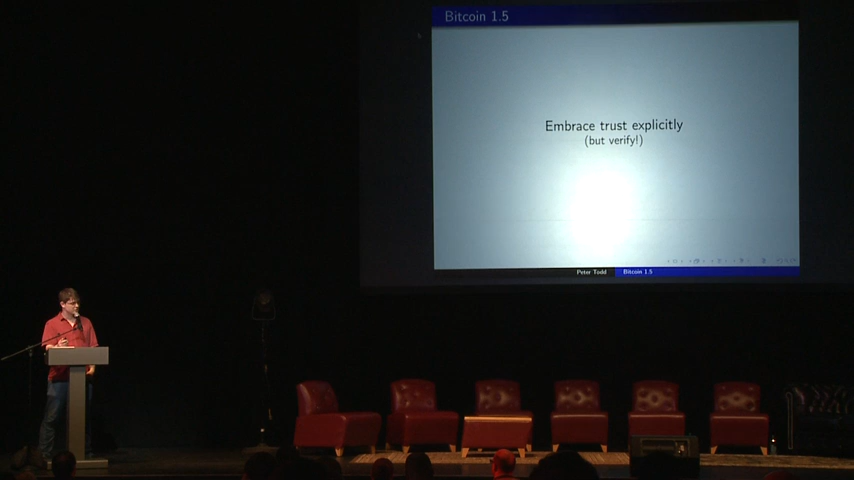 Bitcoin 1.5
Embrace trust explicitly
(but verify!)
Peter Todd Bitcoin 1.5